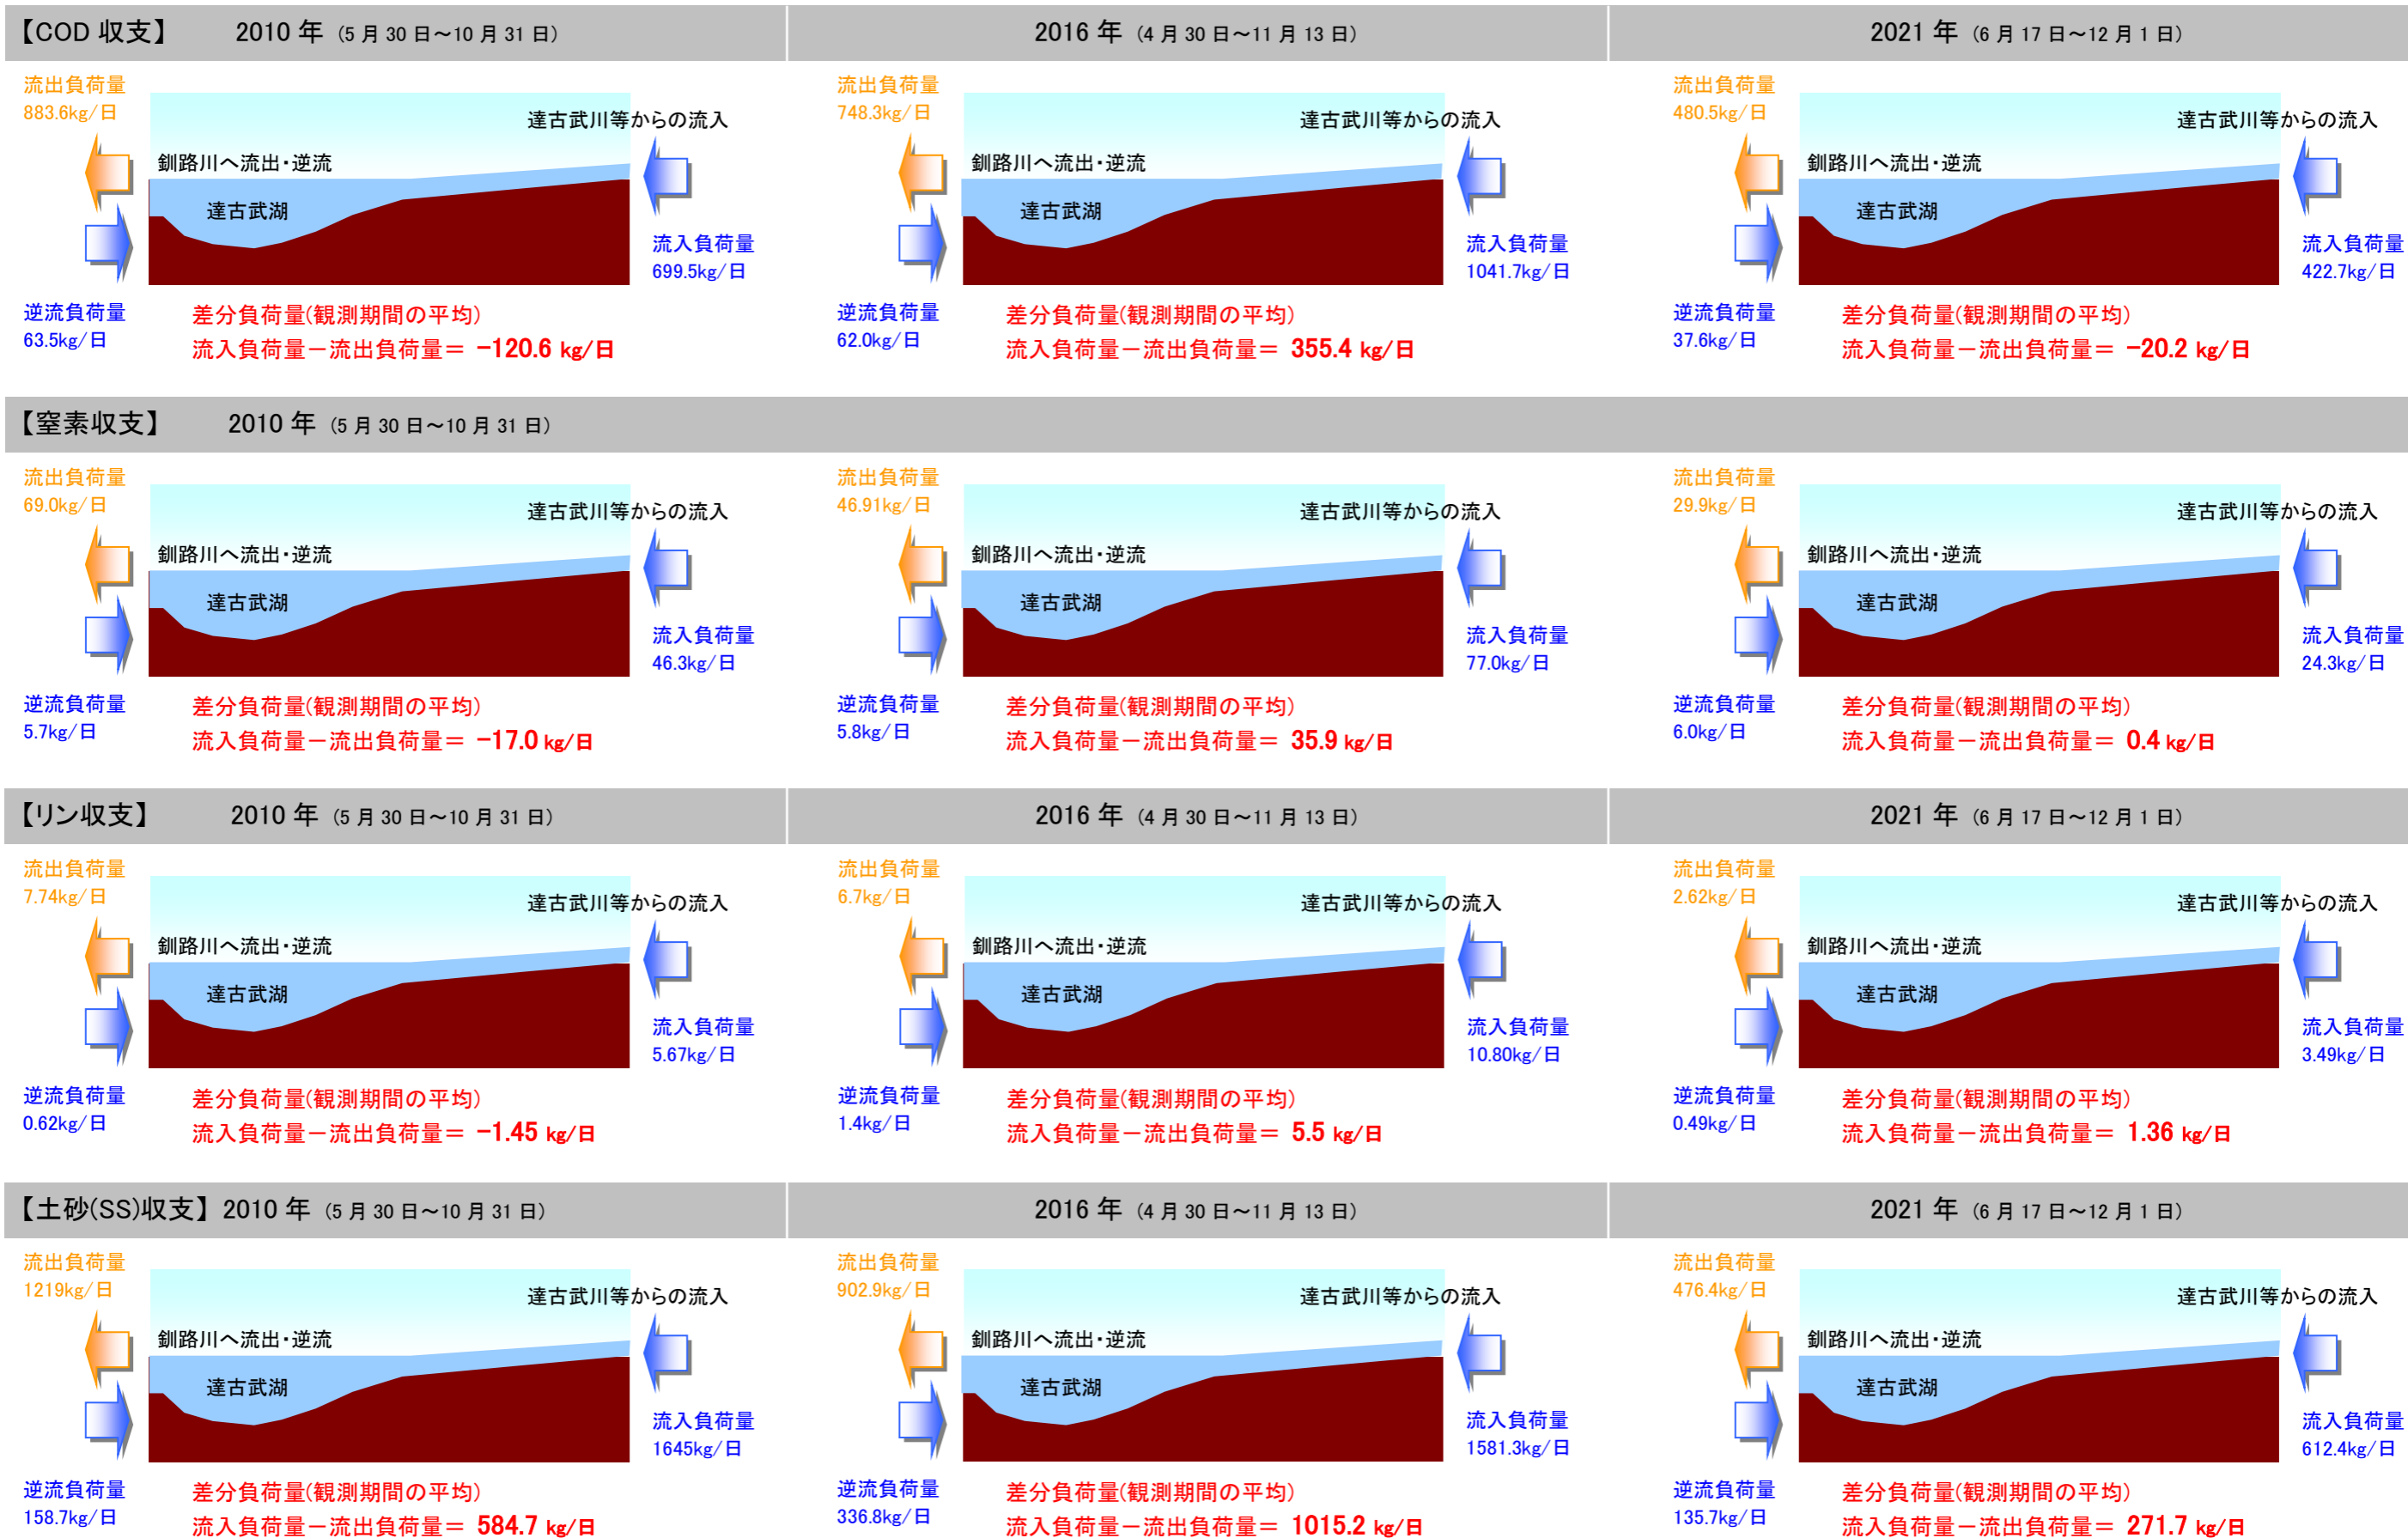 【COD 収支】 2010 年 (5 月 30 日~10 月 31 日)
2016 年 (4 月 30 日~11 月 13 日)
2021 年 (6 月 17 日~12 月 1 日)
流出負荷量
883.6kg/日
達古武川等からの流入
釧路川へ流出・逆流
達古武湖
流入負荷量
699.5kg/日
逆流負荷量
63.5kg/日
差分負荷量(観測期間の平均)
流入負荷量-流出負荷量= -120.6 kg/日
流出負荷量
748.3kg/日
達古武川等からの流入
釧路川へ流出・逆流
達古武湖
流入負荷量
1041.7kg/日
逆流負荷量
62.0kg/日
差分負荷量(観測期間の平均)
流入負荷量-流出負荷量= 355.4 kg/日
流出負荷量
480.5kg/日
達古武川等からの流入
釧路川へ流出・逆流
達古武湖
流入負荷量
422.7kg/日
逆流負荷量
37.6kg/日
差分負荷量(観測期間の平均)
流入負荷量-流出負荷量= -20.2 kg/日
【窒素収支】 2010 年 (5 月 30 日~10 月 31 日)
流出負荷量
69.0kg/日
達古武川等からの流入
釧路川へ流出・逆流
達古武湖
流入負荷量
46.3kg/日
逆流負荷量
5.7kg/日
差分負荷量(観測期間の平均)
流入負荷量-流出負荷量= -17.0 kg/日
流出負荷量
46.91kg/日
達古武川等からの流入
釧路川へ流出・逆流
達古武湖
流入負荷量
77.0kg/日
逆流負荷量
5.8kg/日
差分負荷量(観測期間の平均)
流入負荷量-流出負荷量= 35.9 kg/日
流出負荷量
29.9kg/日
達古武川等からの流入
釧路川へ流出・逆流
達古武湖
流入負荷量
24.3kg/日
逆流負荷量
6.0kg/日
差分負荷量(観測期間の平均)
流入負荷量-流出負荷量= 0.4 kg/日
【リン収支】 2010 年 (5 月 30 日~10 月 31 日)
2016 年 (4 月 30 日~11 月 13 日)
2021 年 (6 月 17 日~12 月 1 日)
流出負荷量
7.74kg/日
達古武川等からの流入
釧路川へ流出・逆流
達古武湖
流入負荷量
5.67kg/日
逆流負荷量
0.62kg/日
差分負荷量(観測期間の平均)
流入負荷量-流出負荷量= -1.45 kg/日
流出負荷量
6.7kg/日
達古武川等からの流入
釧路川へ流出・逆流
達古武湖
流入負荷量
10.80kg/日
逆流負荷量
1.4kg/日
差分負荷量(観測期間の平均)
流入負荷量-流出負荷量= 5.5 kg/日
流出負荷量
2.62kg/日
達古武川等からの流入
釧路川へ流出・逆流
達古武湖
流入負荷量
3.49kg/日
逆流負荷量
0.49kg/日
差分負荷量(観測期間の平均)
流入負荷量-流出負荷量= 1.36 kg/日
【土砂(SS)収支】 2010 年 (5 月 30 日~10 月 31 日)
2016 年 (4 月 30 日~11 月 13 日)
2021 年 (6 月 17 日~12 月 1 日)
流出負荷量
1219kg/日
達古武川等からの流入
釧路川へ流出・逆流
達古武湖
流入負荷量
1645kg/日
逆流負荷量
158.7kg/日
差分負荷量(観測期間の平均)
流入負荷量-流出負荷量= 584.7 kg/日
流出負荷量
902.9kg/日
達古武川等からの流入
釧路川へ流出・逆流
達古武湖
流入負荷量
1581.3kg/日
逆流負荷量
336.8kg/日
差分負荷量(観測期間の平均)
流入負荷量-流出負荷量= 1015.2 kg/日
流出負荷量
476.4kg/日
達古武川等からの流入
釧路川へ流出・逆流
達古武湖
流入負荷量
612.4kg/日
逆流負荷量
135.7kg/日
差分負荷量(観測期間の平均)
流入負荷量-流出負荷量= 271.7 kg/日